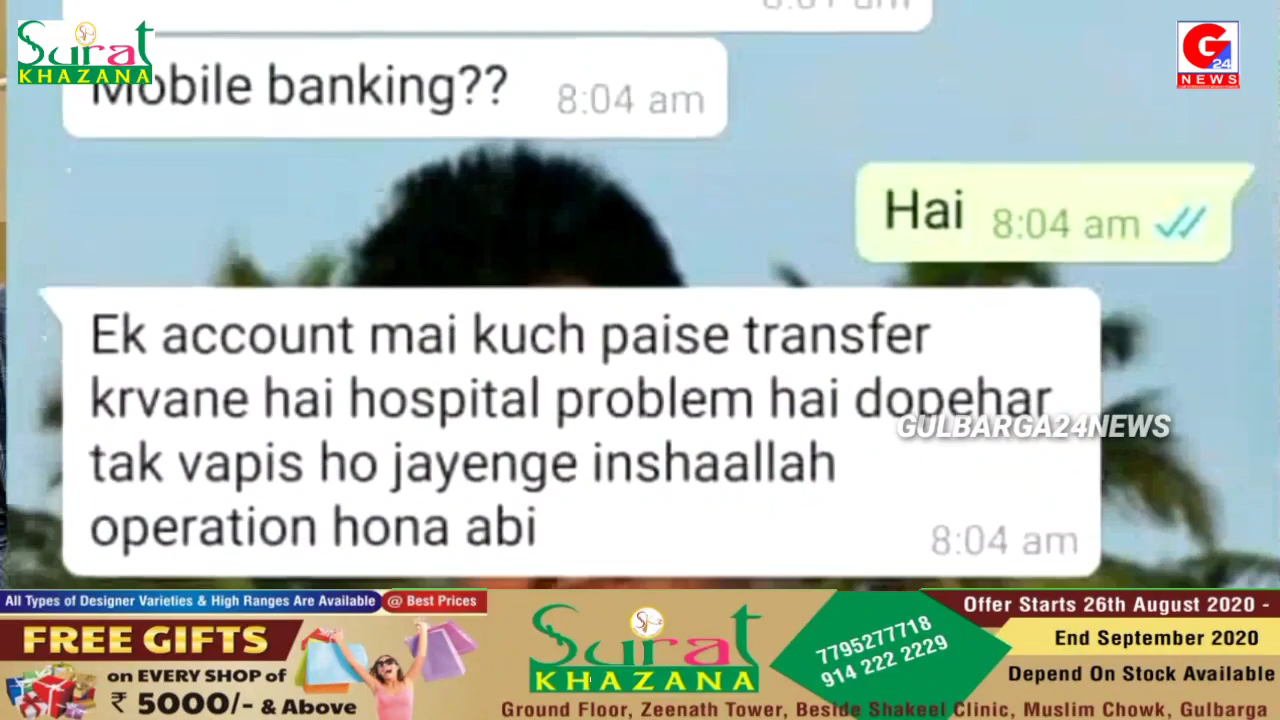 8:01 am
Surat
KHAZANA
G
24
NEWS
Mobile banking?? 8:04 am
Hai 8:04 am
Ek account mai kuch paise transfer
krvane hai hospital problem hai dopehar
GULBARGA24NEWS
tak vapis ho jayenge inshaallah
operation hona abi
8:04 am
All Types of Designer Varieties & High Ranges Are Available @ Best Prices
FREE GIFTS
on EVERY SHOP of
₹ 5000/- & Above
Surat
KHAZANA
7795277718
914 222 2229
Offer Starts 26th August 2020 -
End September 2020
Depend On Stock Available
Ground Floor, Zeenath Tower, Beside Shakeel Clinic, Muslim Chowk, Gulbarga